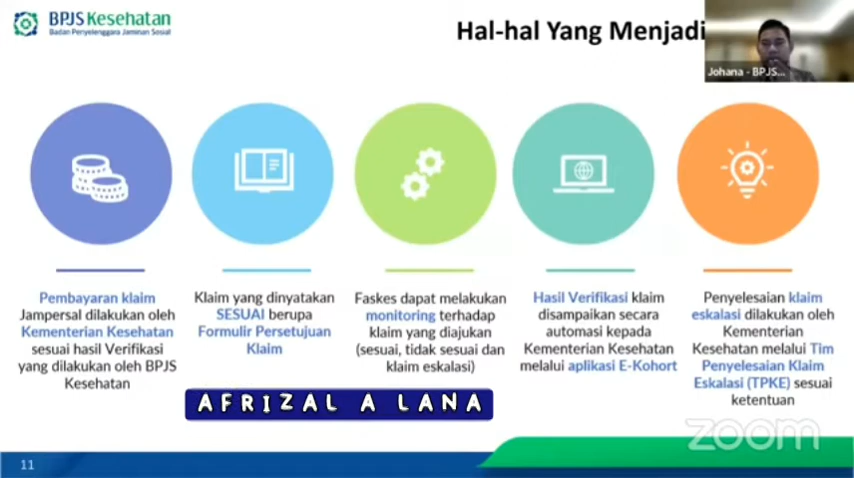 BPJS Kesehatan
Badan Penyelenggara Jaminan Sosial
Hal-hal Yang Menjadi
Johana - BPJS...
Pembayaran klaim
Jampersal dilakukan oleh
Kementerian Kesehatan
sesuai hasil Verifikasi
yang dilakukan oleh BPJS
Kesehatan
Klaim yang dinyatakan
SESUAI berupa
Formulir Persetujuan
Klaim
Faskes dapat melakukan
monitoring terhadap
klaim yang diajukan
(sesuai, tidak sesuai dan
klaim eskalasi)
Hasil Verifikasi klaim
disampaikan secara
automasi kepada
Kementerian Kesehatan
melalui aplikasi E-Kohort
Penyelesaian klaim
eskalasi dilakukan oleh
Kementerian
Kesehatan melalui Tim
Penyelesaian Klaim
Eskalasi (TPKE) sesuai
ketentuan
AFRIZAL A LANA
zoom
11